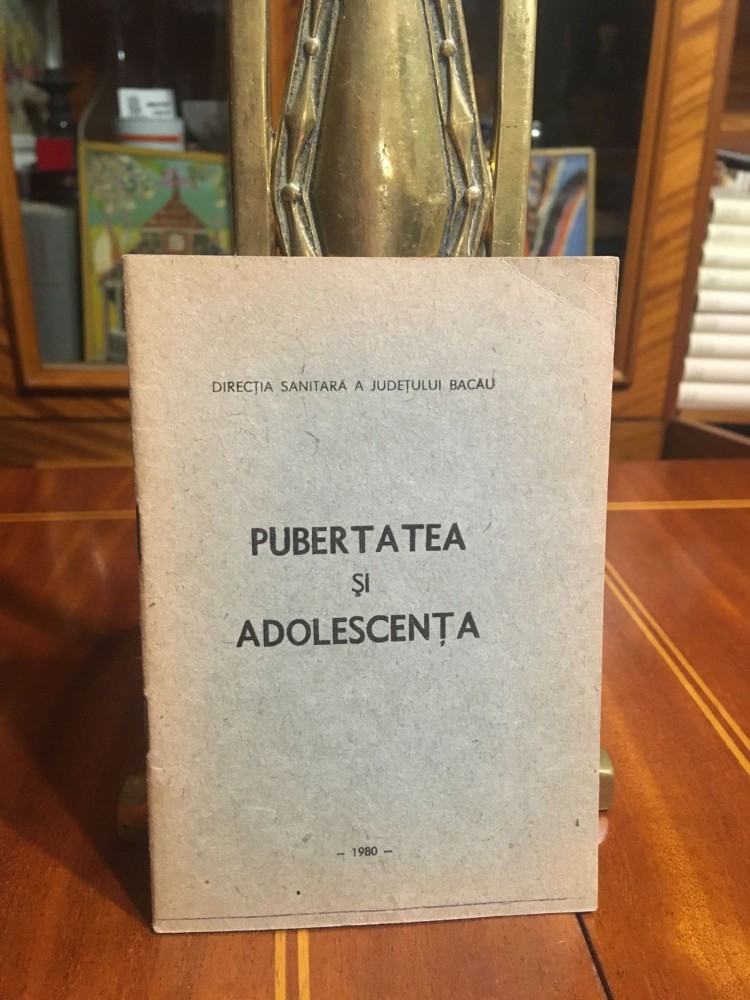 DIRECȚIA SANITARĂ A JUDEȚULUI BACĂU
PUBERTATEA
ȘI
ADOLESCENȚA
— 1980 —